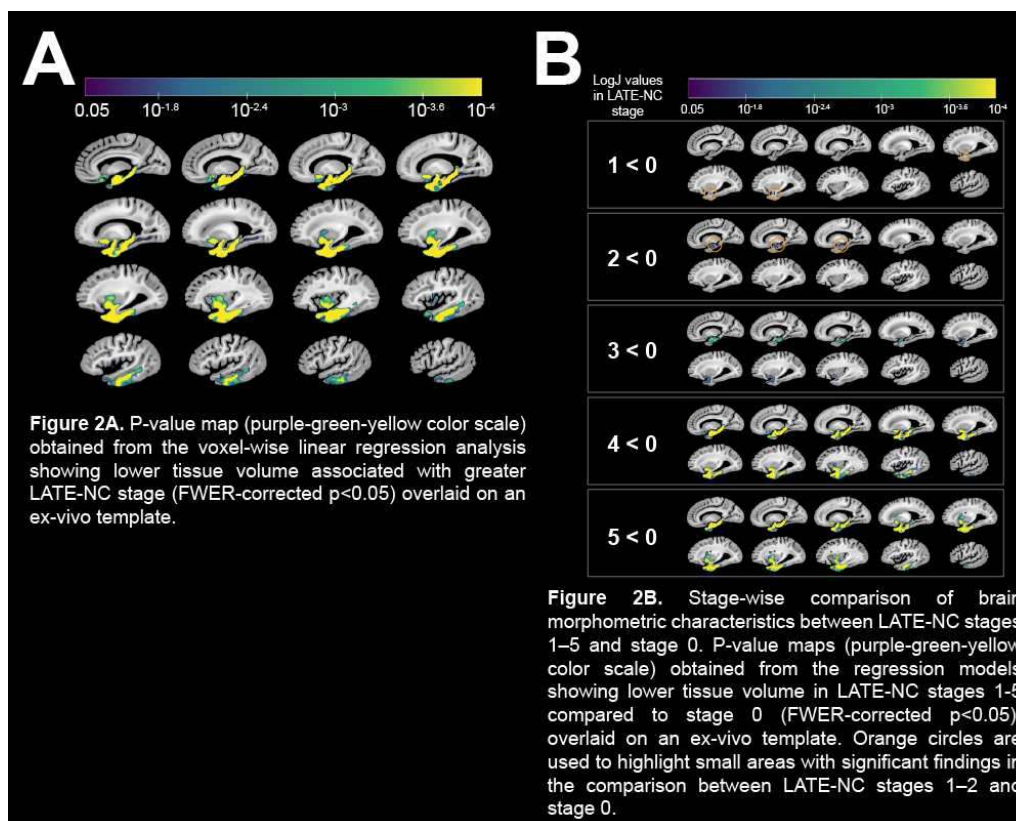 A
0.05 10-1.8 10-2.4 10-3 10-3.6 10-4
Figure 2A. P-value map (purple-green-yellow color scale)
obtained from the voxel-wise linear regression analysis
showing lower tissue volume associated with greater
LATE-NC stage (FWER-corrected p<0.05) overlaid on an
ex-vivo template.
B
LogJ values
in LATE-NC
stage
0.05 10-1.8 10-2.4 10-3 10-3.6 10-4
1 < 0
2 < 0
3 < 0
4 < 0
5 < 0
Figure 2B. Stage-wise comparison of brain
morphometric characteristics between LATE-NC stages
1–5 and stage 0. P-value maps (purple-green-yellow
color scale) obtained from the regression models
showing lower tissue volume in LATE-NC stages 1-5
compared to stage 0 (FWER-corrected p<0.05)
overlaid on an ex-vivo template. Orange circles are
used to highlight small areas with significant findings in
the comparison between LATE-NC stages 1–2 and
stage 0.